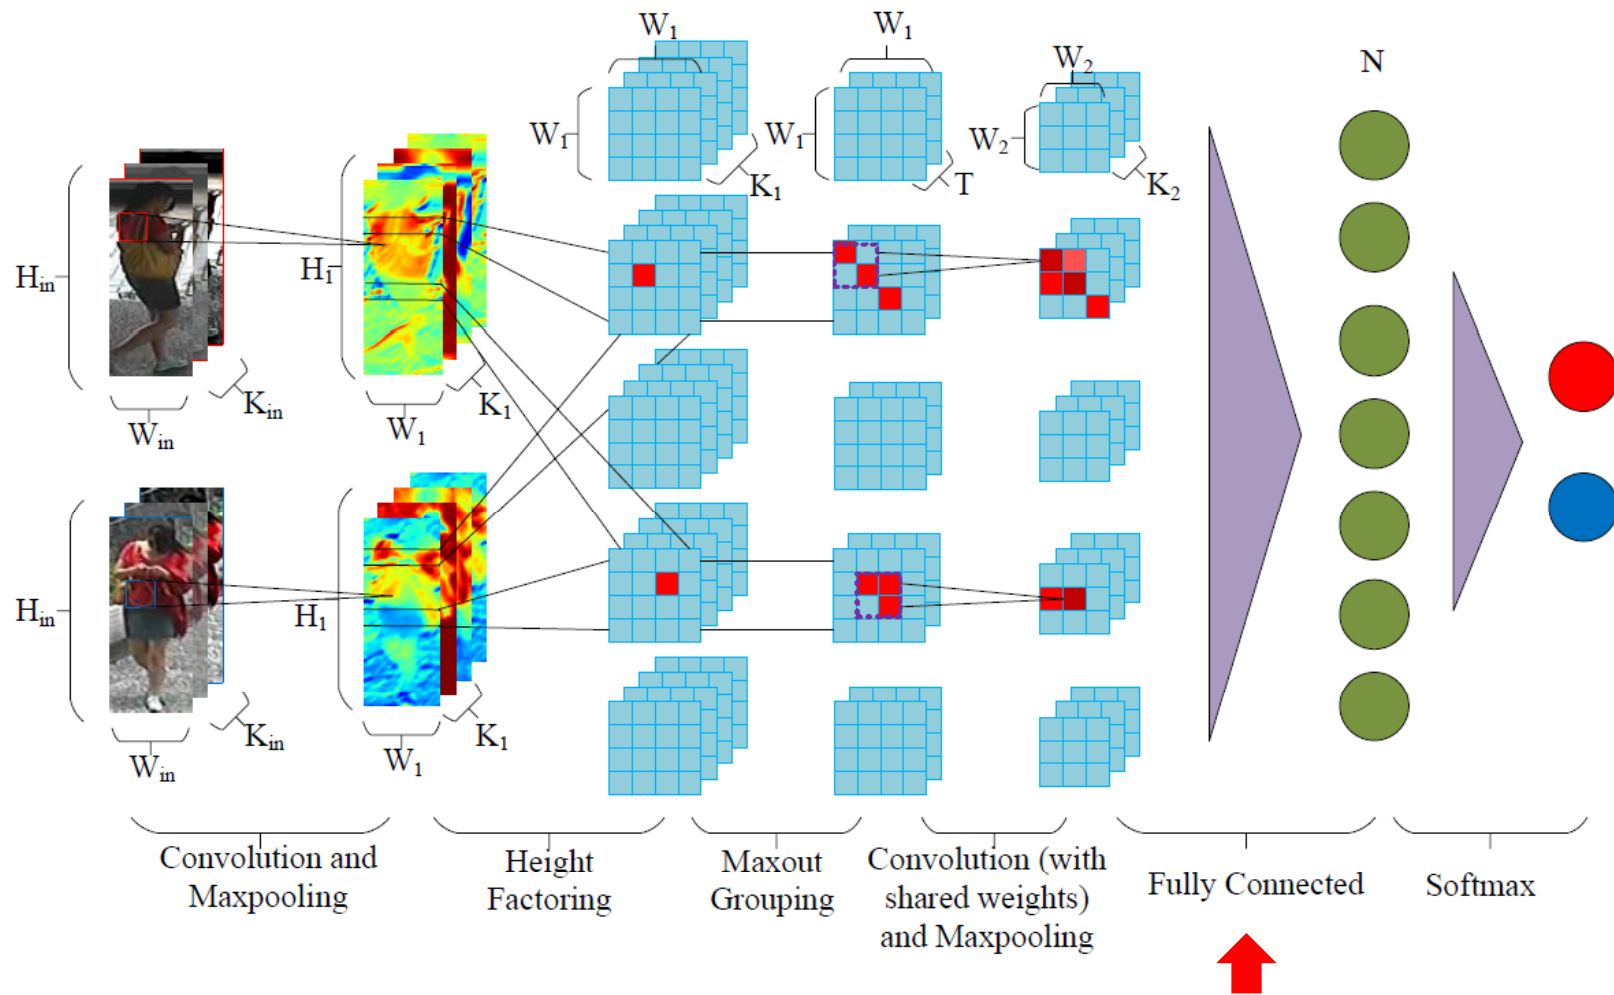 W₁
W₁
W₂
N
W₁
W₁
W₂
K₁
T
K₂
Hᵢₙ
H₁
Kᵢₙ
K₁
Wᵢₙ
W₁
Hᵢₙ
H₁
Kᵢₙ
K₁
Wᵢₙ
W₁
Convolution and
Maxpooling
Height
Factoring
Maxout
Grouping
Convolution (with
shared weights)
and Maxpooling
Fully Connected
Softmax